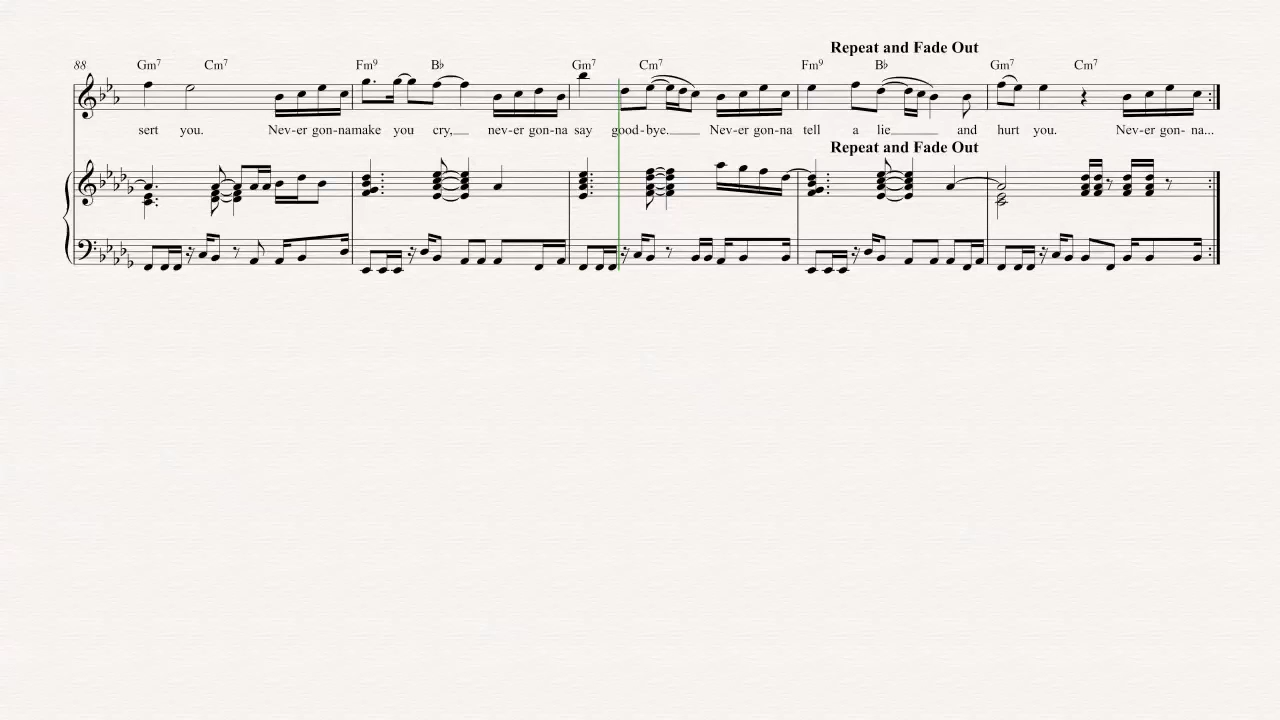 Repeat and Fade Out
88 Gm7 Cm7 Fm9 B♭ Gm7 Cm7 Fm9 B♭ Gm7 Cm7
sert you. Nev-er gon-na make you cry, nev-er gon-na say good-bye. Nev-er gon-na tell a lie and hurt you. Nev-er gon- na...
Repeat and Fade Out